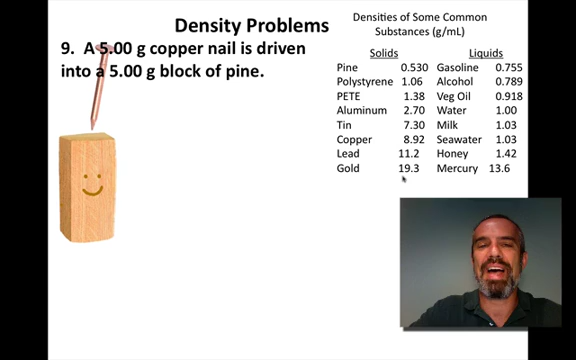 Density Problems
9. A 5.00 g copper nail is driven
into a 5.00 g block of pine.
Densities of Some Common
Substances (g/mL)
Solids Liquids
Pine 0.530 Gasoline 0.755
Polystyrene 1.06 Alcohol 0.789
PETE 1.38 Veg Oil 0.918
Aluminum 2.70 Water 1.00
Tin 7.30 Milk 1.03
Copper 8.92 Seawater 1.03
Lead 11.2 Honey 1.42
Gold 19.3 Mercury 13.6